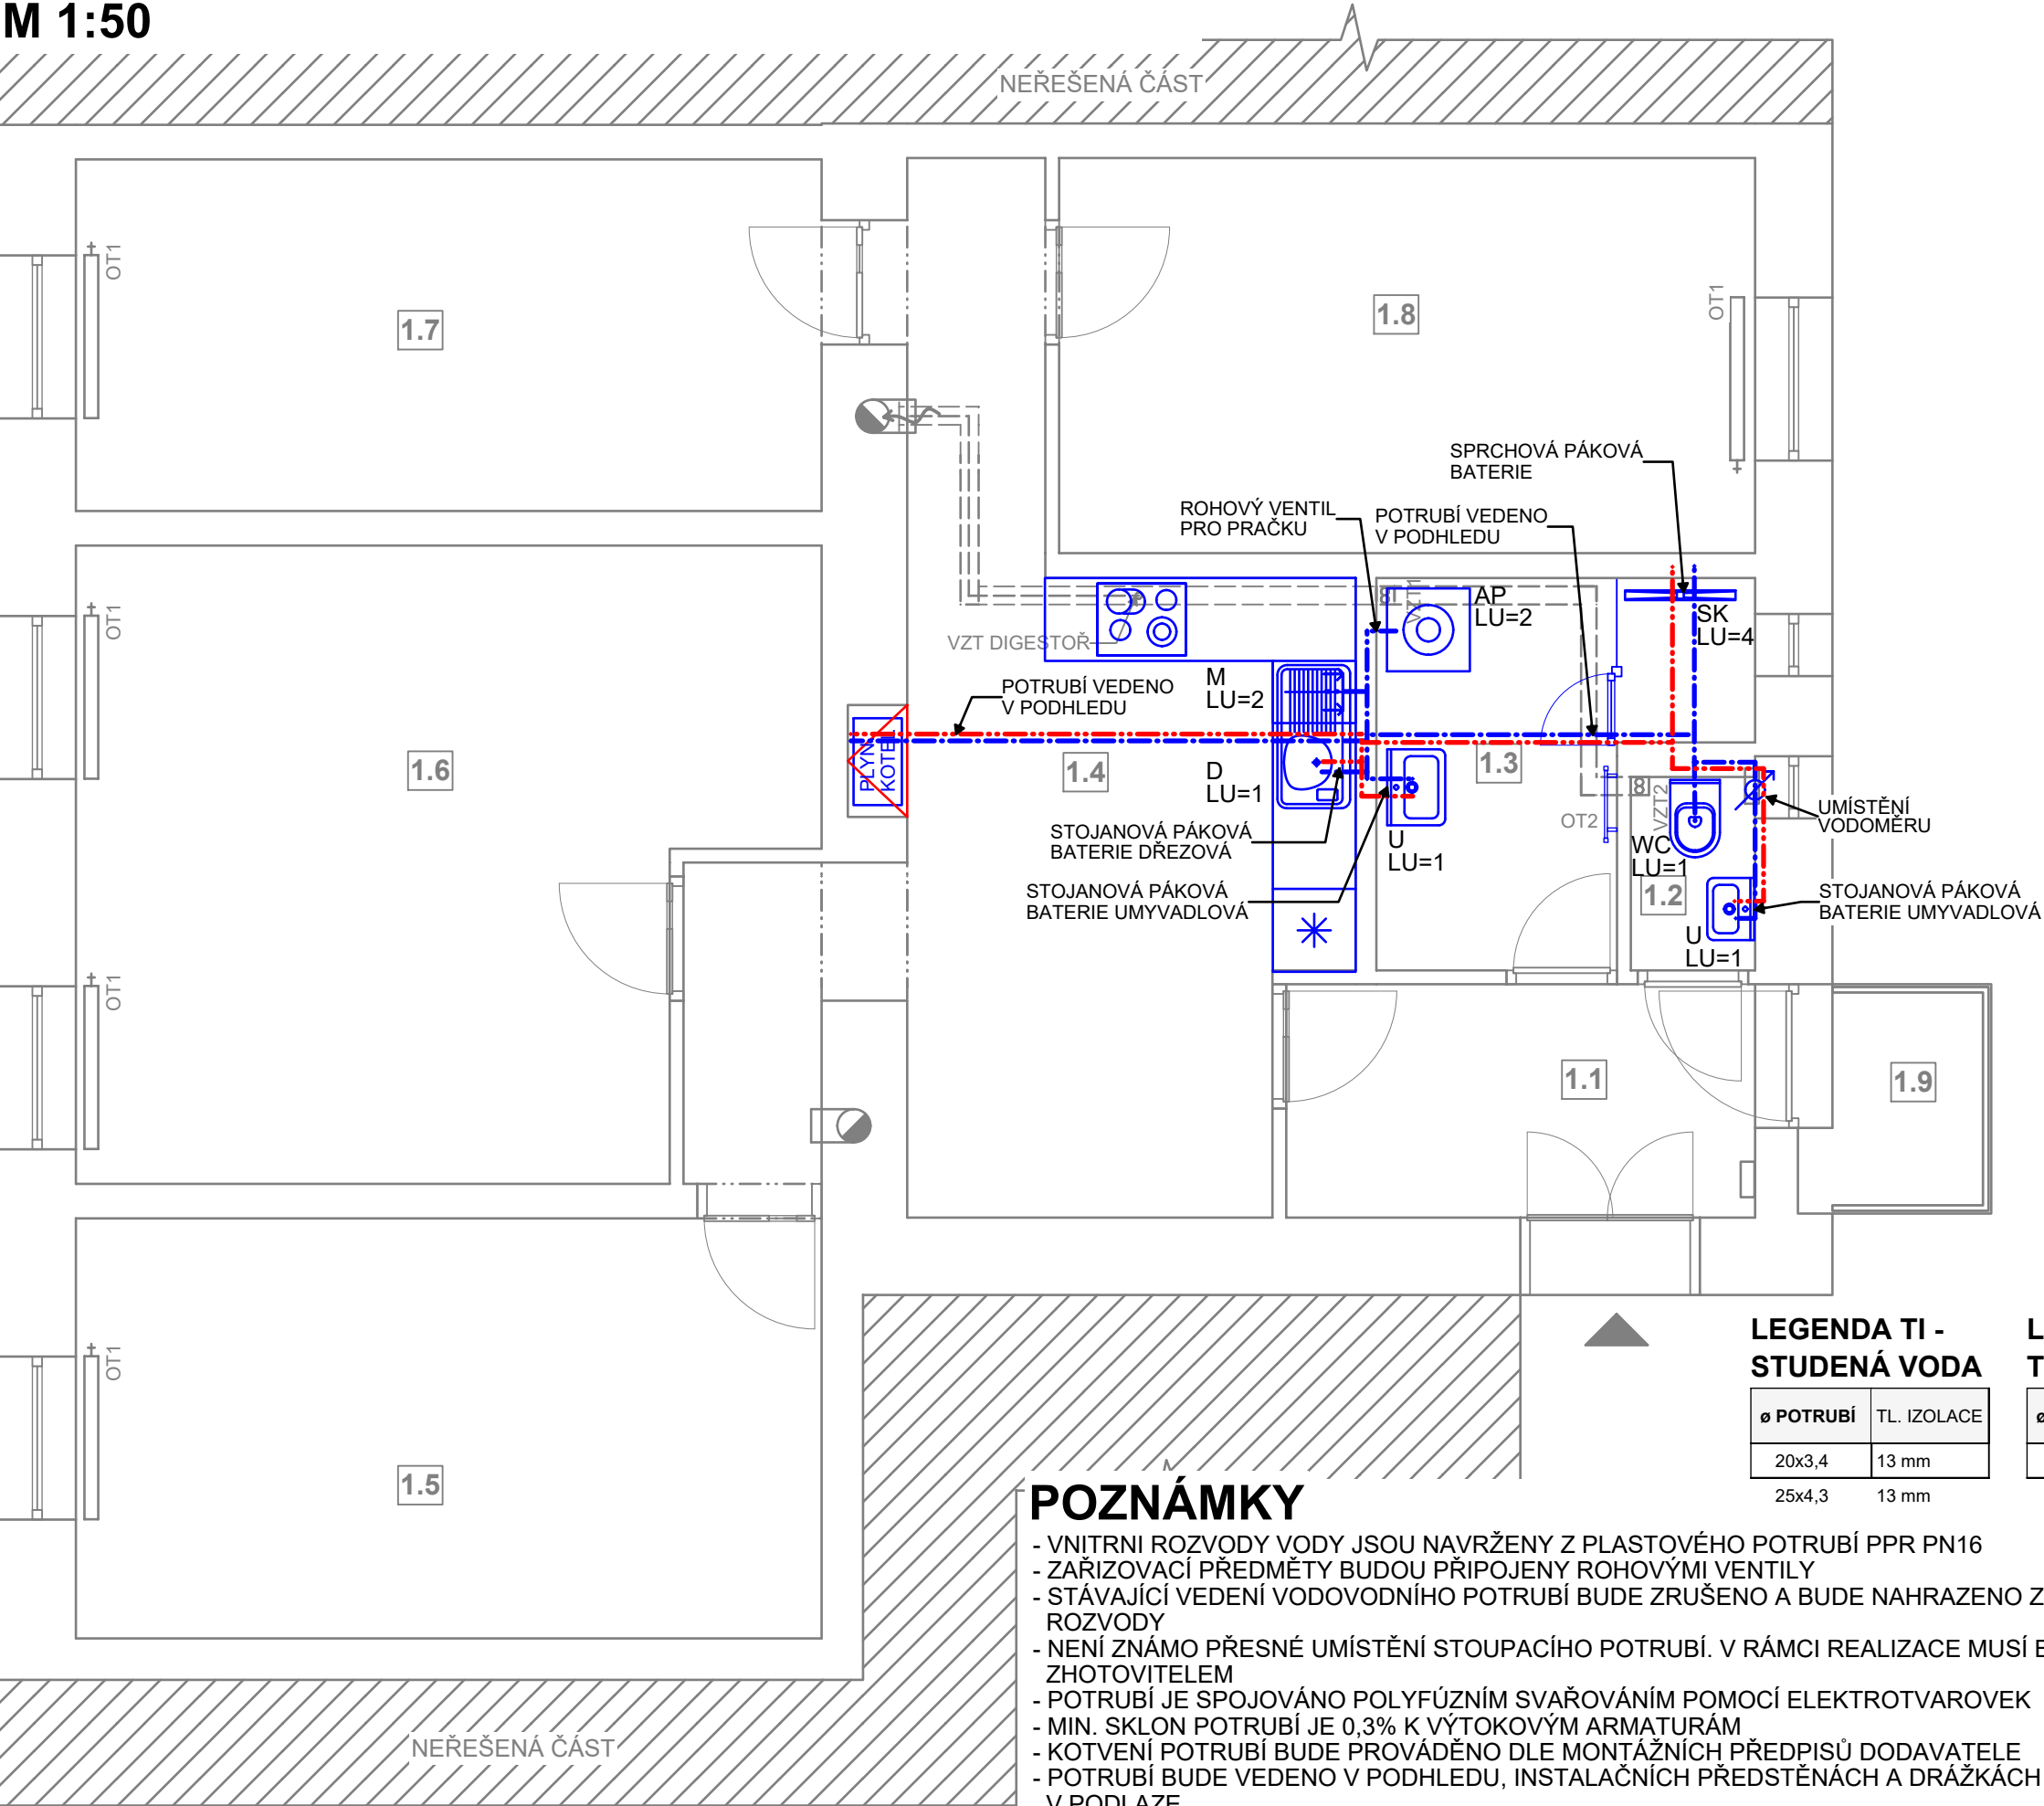 M 1:50
NEŘEŠENÁ ČÁST
OT1
1.7
1.8
OT1
SPRCHOVÁ PÁKOVÁ
BATERIE
ROHOVÝ VENTIL
PRO PRAČKU
POTRUBÍ VEDENO
V PODHLEDU
OT1
VZT1
8
AP
LU=2
SK
LU=4
VZT DIGESTOŘ
M
LU=2
POTRUBÍ VEDENO
V PODHLEDU
PLYN
KOTEL
1.6
1.4
1.3
D
LU=1
8
VZT2
OT2
UMÍSTĚNÍ
VODOMĚRU
STOJANOVÁ PÁKOVÁ
BATERIE DŘEZOVÁ
U
LU=1
WC
LU=1
STOJANOVÁ PÁKOVÁ
BATERIE UMYVADLOVÁ
1.2
STOJANOVÁ PÁKOVÁ
BATERIE UMYVADLOVÁ
U
LU=1
OT1
1.1
1.9
OT1
1.5
LEGENDA TI -
STUDENÁ VODA
L
T
ø POTRUBÍ TL. IZOLACE
20x3,4 13 mm
25x4,3 13 mm
POZNÁMKY
- VNITRNI ROZVODY VODY JSOU NAVRŽENY Z PLASTOVÉHO POTRUBÍ PPR PN16
- ZAŘIZOVACÍ PŘEDMĚTY BUDOU PŘIPOJENY ROHOVÝMI VENTILY
- STÁVAJÍCÍ VEDENÍ VODOVODNÍHO POTRUBÍ BUDE ZRUŠENO A BUDE NAHRAZENO Z
ROZVODY
- NENÍ ZNÁMO PŘESNÉ UMÍSTĚNÍ STOUPACÍHO POTRUBÍ. V RÁMCI REALIZACE MUSÍ
ZHOTOVITELEM
- POTRUBÍ JE SPOJOVÁNO POLYFÚZNÍM SVAŘOVÁNÍM POMOCÍ ELEKTROTVAROVEK
- MIN. SKLON POTRUBÍ JE 0,3% K VÝTOKOVÝM ARMATURÁM
- KOTVENÍ POTRUBÍ BUDE PROVÁDĚNO DLE MONTÁŽNÍCH PŘEDPISŮ DODAVATELE
- POTRUBÍ BUDE VEDENO V PODHLEDU, INSTALAČNÍCH PŘEDSTĚNÁCH A DRÁŽKÁCH
V PODLAZE
NEŘEŠENÁ ČÁST